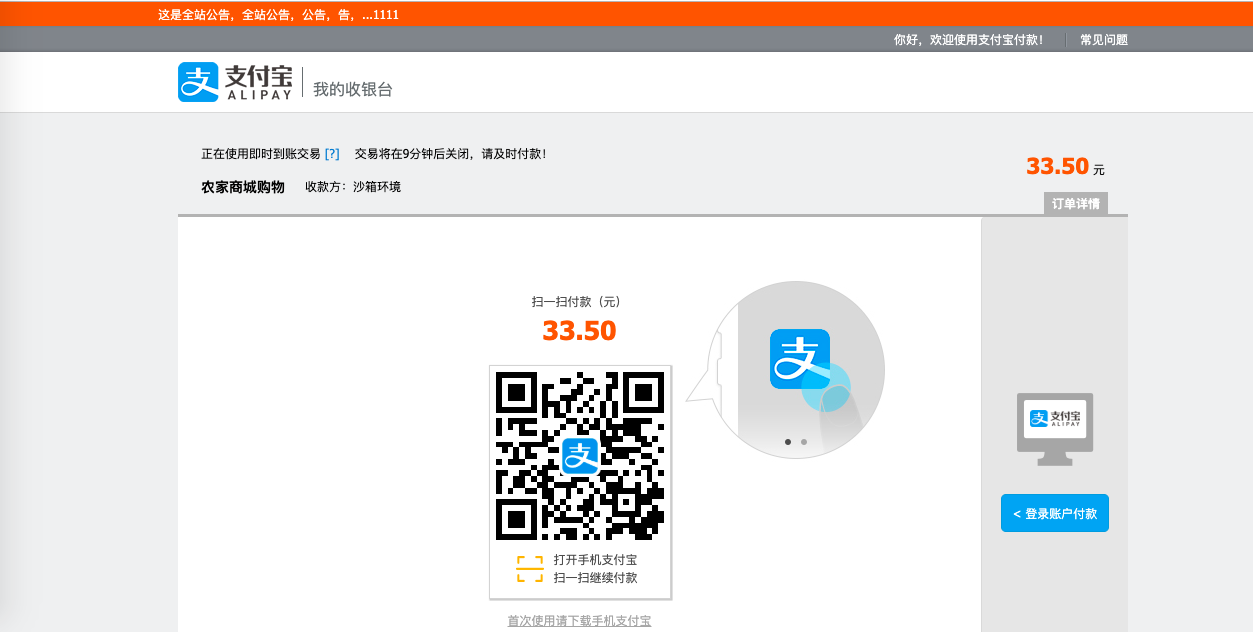 这是全站公告，全站公告，公告，告，...1111
你好，欢迎使用支付宝付款！ 常见问题
支付宝
ALIPAY
我的收银台
正在使用即时到账交易 [?] 交易将在9分钟后关闭，请及时付款！
33.50 元
农家商城购物 收款方：沙箱环境
订单详情
扫一扫付款（元）
33.50
支
支
支付宝
ALIPAY
< 登录账户付款
打开手机支付宝
扫一扫继续付款
首次使用请下载手机支付宝